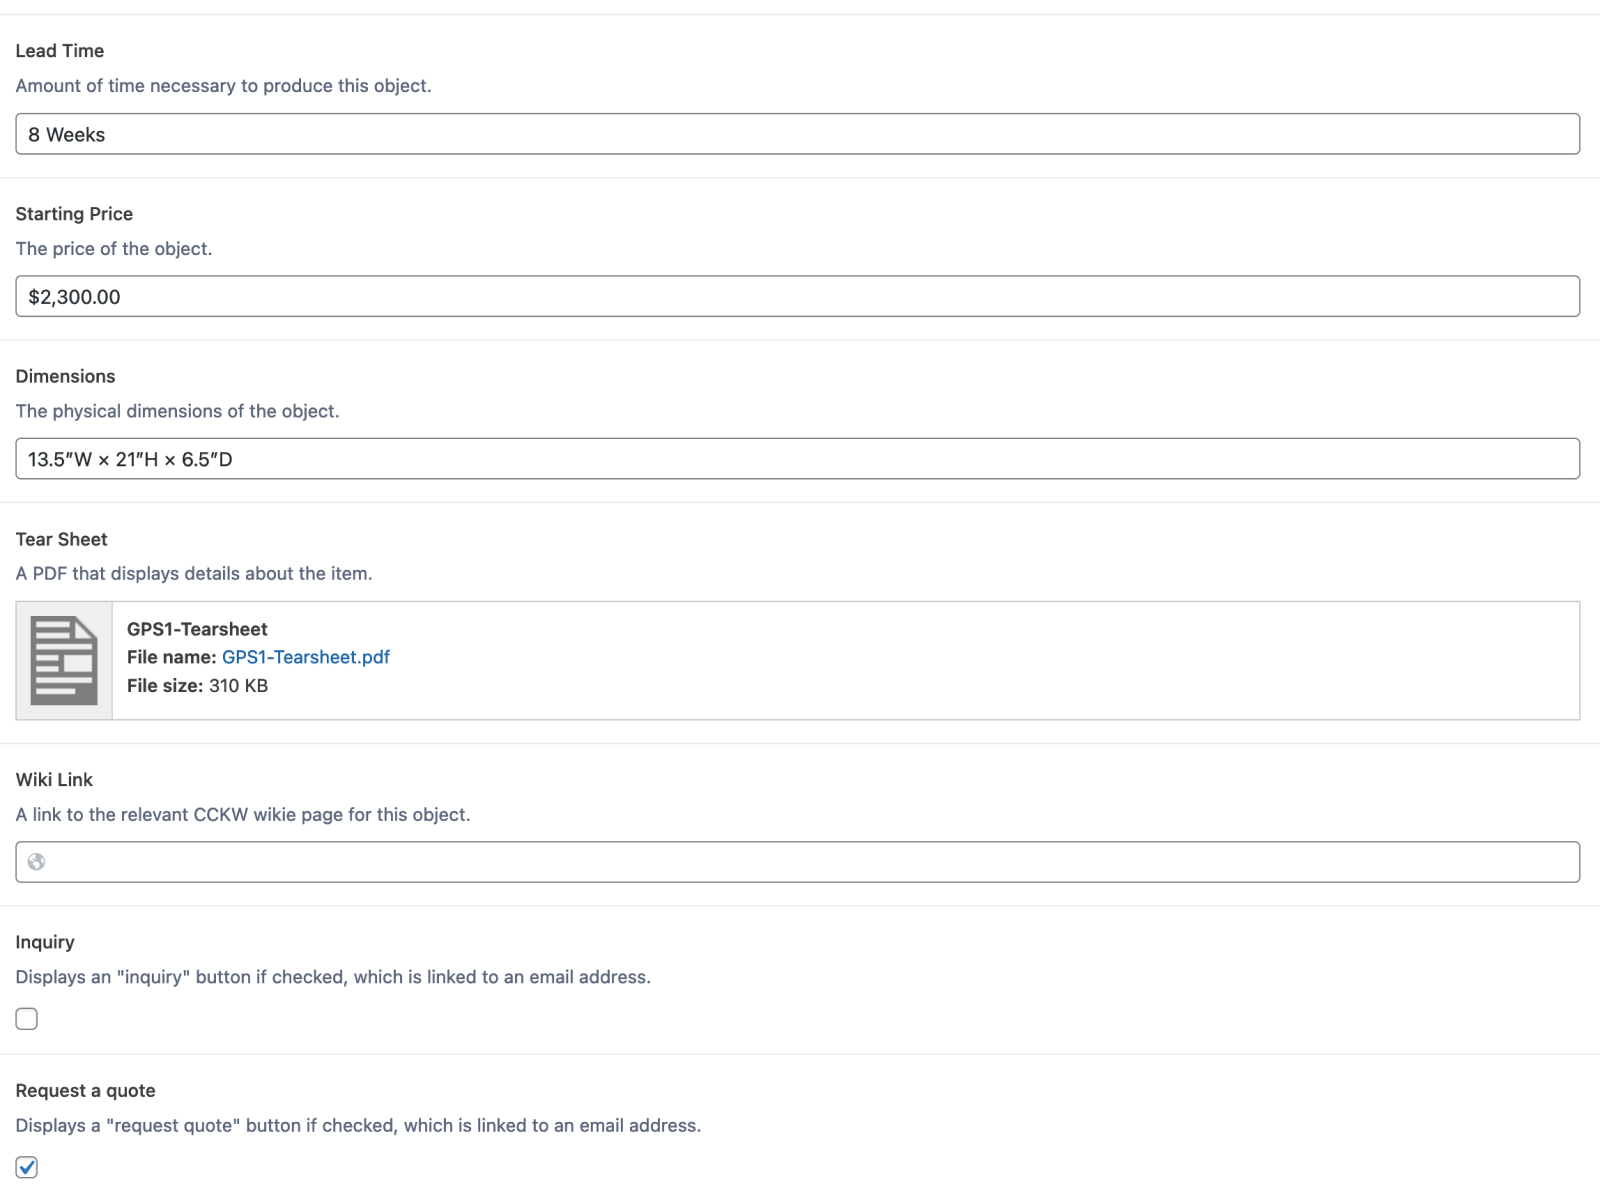 Lead Time
Amount of time necessary to produce this object.
8 Weeks
Starting Price
The price of the object.
$2,300.00
Dimensions
The physical dimensions of the object.
13.5″W × 21″H × 6.5″D
Tear Sheet
A PDF that displays details about the item.
GPS1-Tearsheet
File name: GPS1-Tearsheet.pdf
File size: 310 KB
Wiki Link
A link to the relevant CCKW wikie page for this object.
Inquiry
Displays an "inquiry" button if checked, which is linked to an email address.
Request a quote
Displays a "request quote" button if checked, which is linked to an email address.